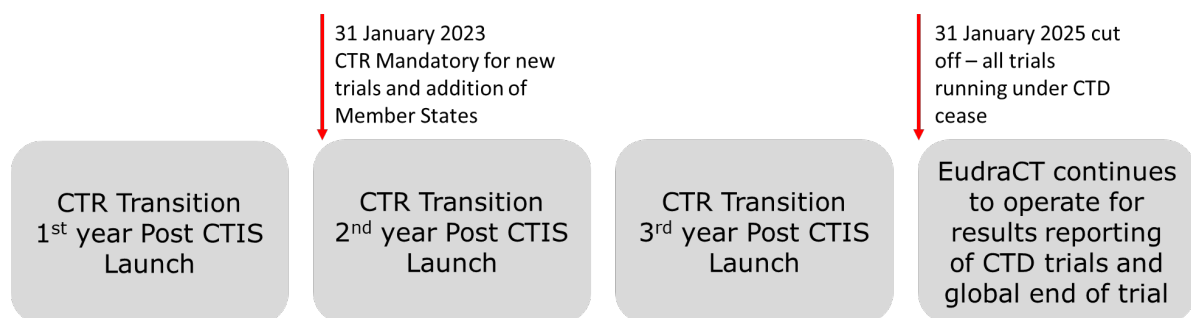 31 January 2023
CTR Mandatory for new
trials and addition of
Member States
31 January 2025 cut
off – all trials
running under CTD
cease
CTR Transition
1st year Post CTIS
Launch
CTR Transition
2nd year Post CTIS
Launch
CTR Transition
3rd year Post CTIS
Launch
EudraCT continues
to operate for
results reporting
of CTD trials and
global end of trial